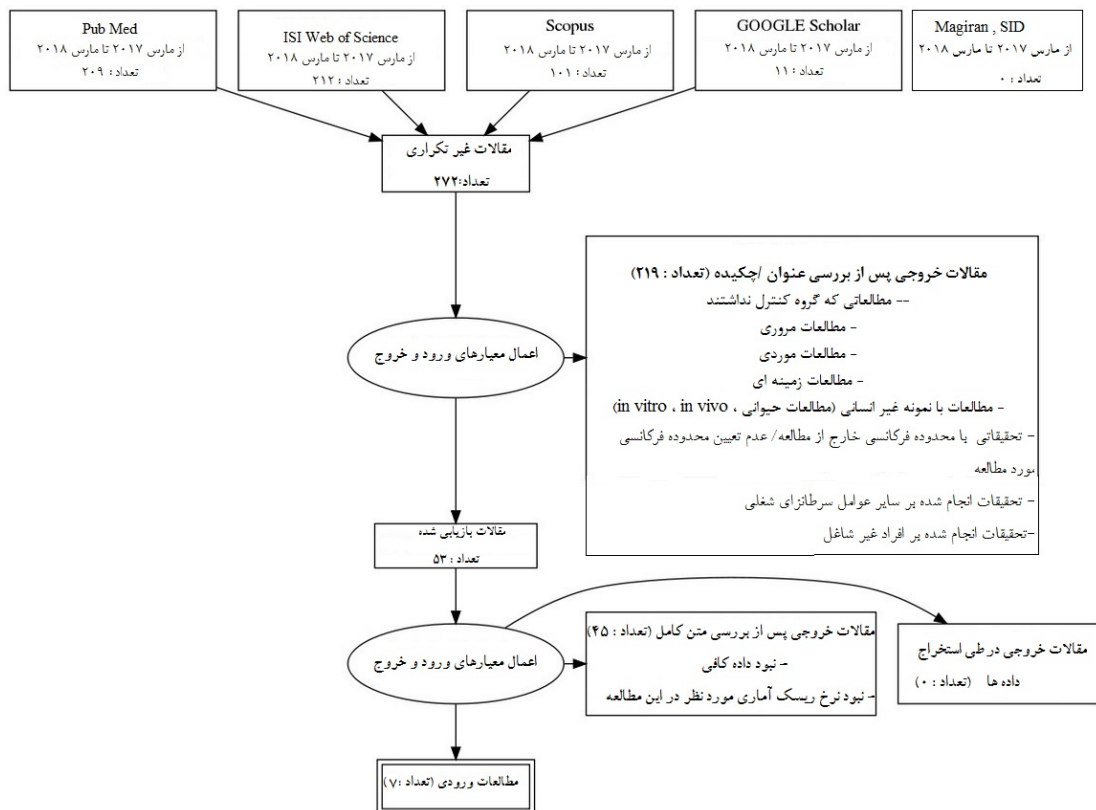 Pub Med
از مارس ۲۰۱۷ تا مارس ۲۰۱۸
تعداد : ۲۰۹
ISI Web of Science
از مارس ۲۰۱۷ تا مارس ۲۰۱۸
تعداد : ۲۱۲
Scopus
از مارس ۲۰۱۷ تا مارس ۲۰۱۸
تعداد : ۱۰۱
GOOGLE Scholar
از مارس ۲۰۱۷ تا مارس ۲۰۱۸
تعداد : ۱۱
Magiran , SID
از مارس ۲۰۱۷ تا مارس ۲۰۱۸
تعداد : ۰
مقالات غیر تکراری
تعداد:۲۷۲
مقالات خروجی پس از بررسی عنوان /چکیده (تعداد : ۲۱۹)
-- مطالعاتی که گروه کنترل نداشتند
- مطالعات مروری
- مطالعات موردی
- مطالعات زمینه ای
- مطالعات با نمونه غیر انسانی (مطالعات حیوانی ، in vitro ، in vivo)
- تحقیقاتی با محدوده فرکانسی خارج از مطالعه/ عدم تعیین محدوده فرکانسی
مورد مطالعه
- تحقیقات انجام شده بر سایر عوامل سرطانزای شغلی
-تحقیقات انجام شده بر افراد غیر شاغل
اعمال معیارهای ورود و خروج
مقالات بازیابی شده
تعداد : ۵۳
اعمال معیارهای ورود و خروج
مقالات خروجی پس از بررسی متن کامل (تعداد : ۴۵)
- نبود داده کافی
- نبود نرخ ریسک آماری مورد نظر در این مطالعه
مقالات خروجی در طی استخراج
داده ها (تعداد : ۰)
مطالعات ورودی (تعداد :۷)